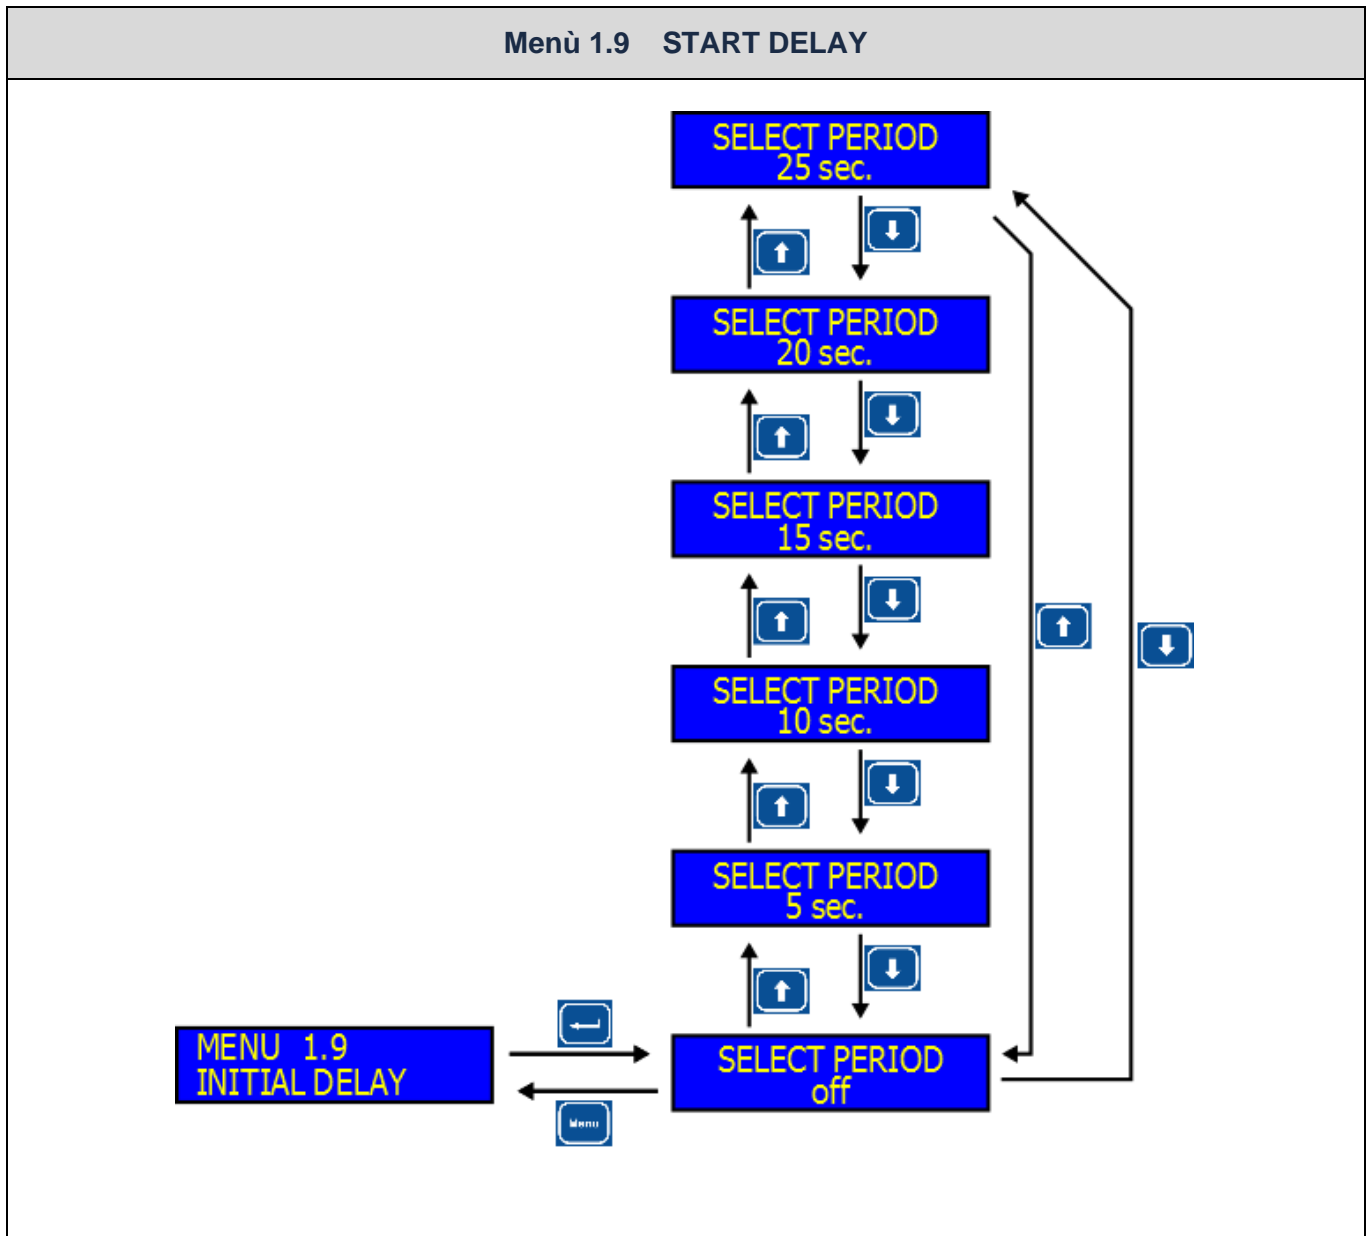 Menù 1.9 START DELAY
SELECT PERIOD
25 sec.
SELECT PERIOD
20 sec.
SELECT PERIOD
15 sec.
SELECT PERIOD
10 sec.
SELECT PERIOD
5 sec.
MENU 1.9
INITIAL DELAY
Menu
SELECT PERIOD
off